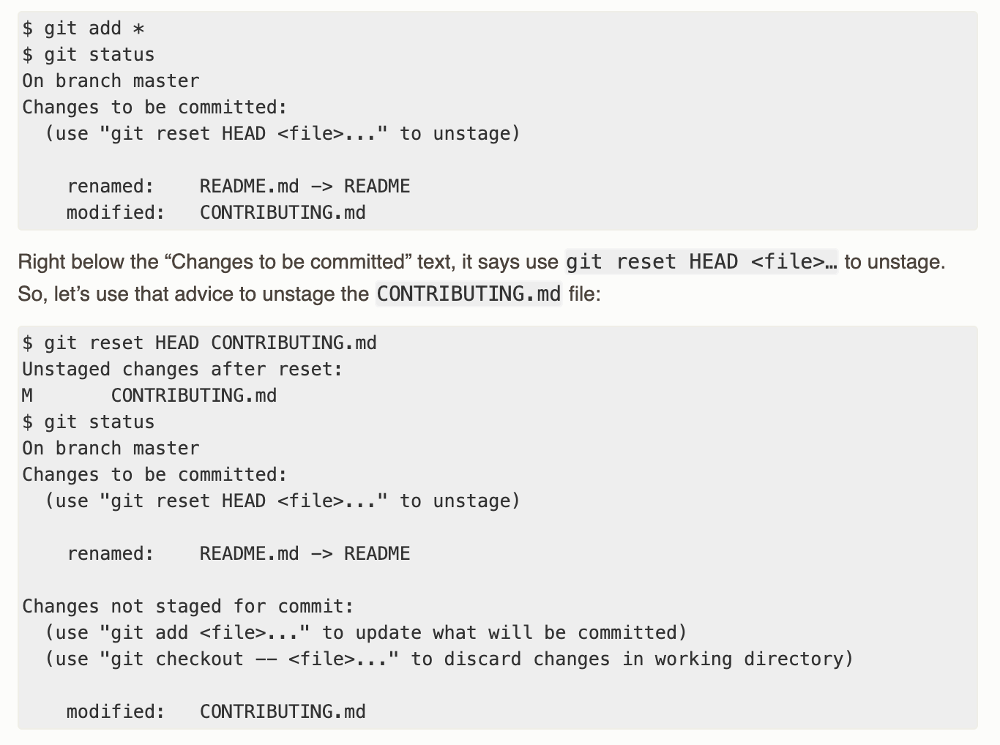 $ git add *
$ git status
On branch master
Changes to be committed:
  (use "git reset HEAD <file>..." to unstage)

    renamed:    README.md -> README
    modified:   CONTRIBUTING.md

Right below the “Changes to be committed” text, it says use git reset HEAD <file>… to unstage.
So, let’s use that advice to unstage the CONTRIBUTING.md file:

$ git reset HEAD CONTRIBUTING.md
Unstaged changes after reset:
M       CONTRIBUTING.md
$ git status
On branch master
Changes to be committed:
  (use "git reset HEAD <file>..." to unstage)

    renamed:    README.md -> README

Changes not staged for commit:
  (use "git add <file>..." to update what will be committed)
  (use "git checkout -- <file>..." to discard changes in working directory)

    modified:   CONTRIBUTING.md